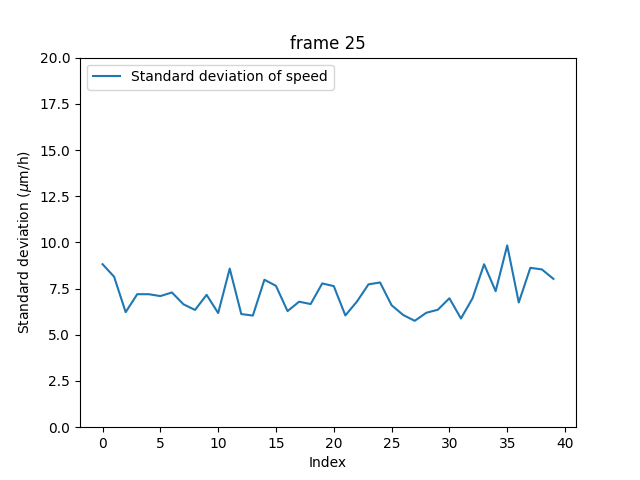 frame 25
Standard deviation of speed
Standard deviation (μm/h)
20.0
17.5
15.0
12.5
10.0
7.5
5.0
2.5
0.0
0 5 10 15 20 25 30 35 40
Index